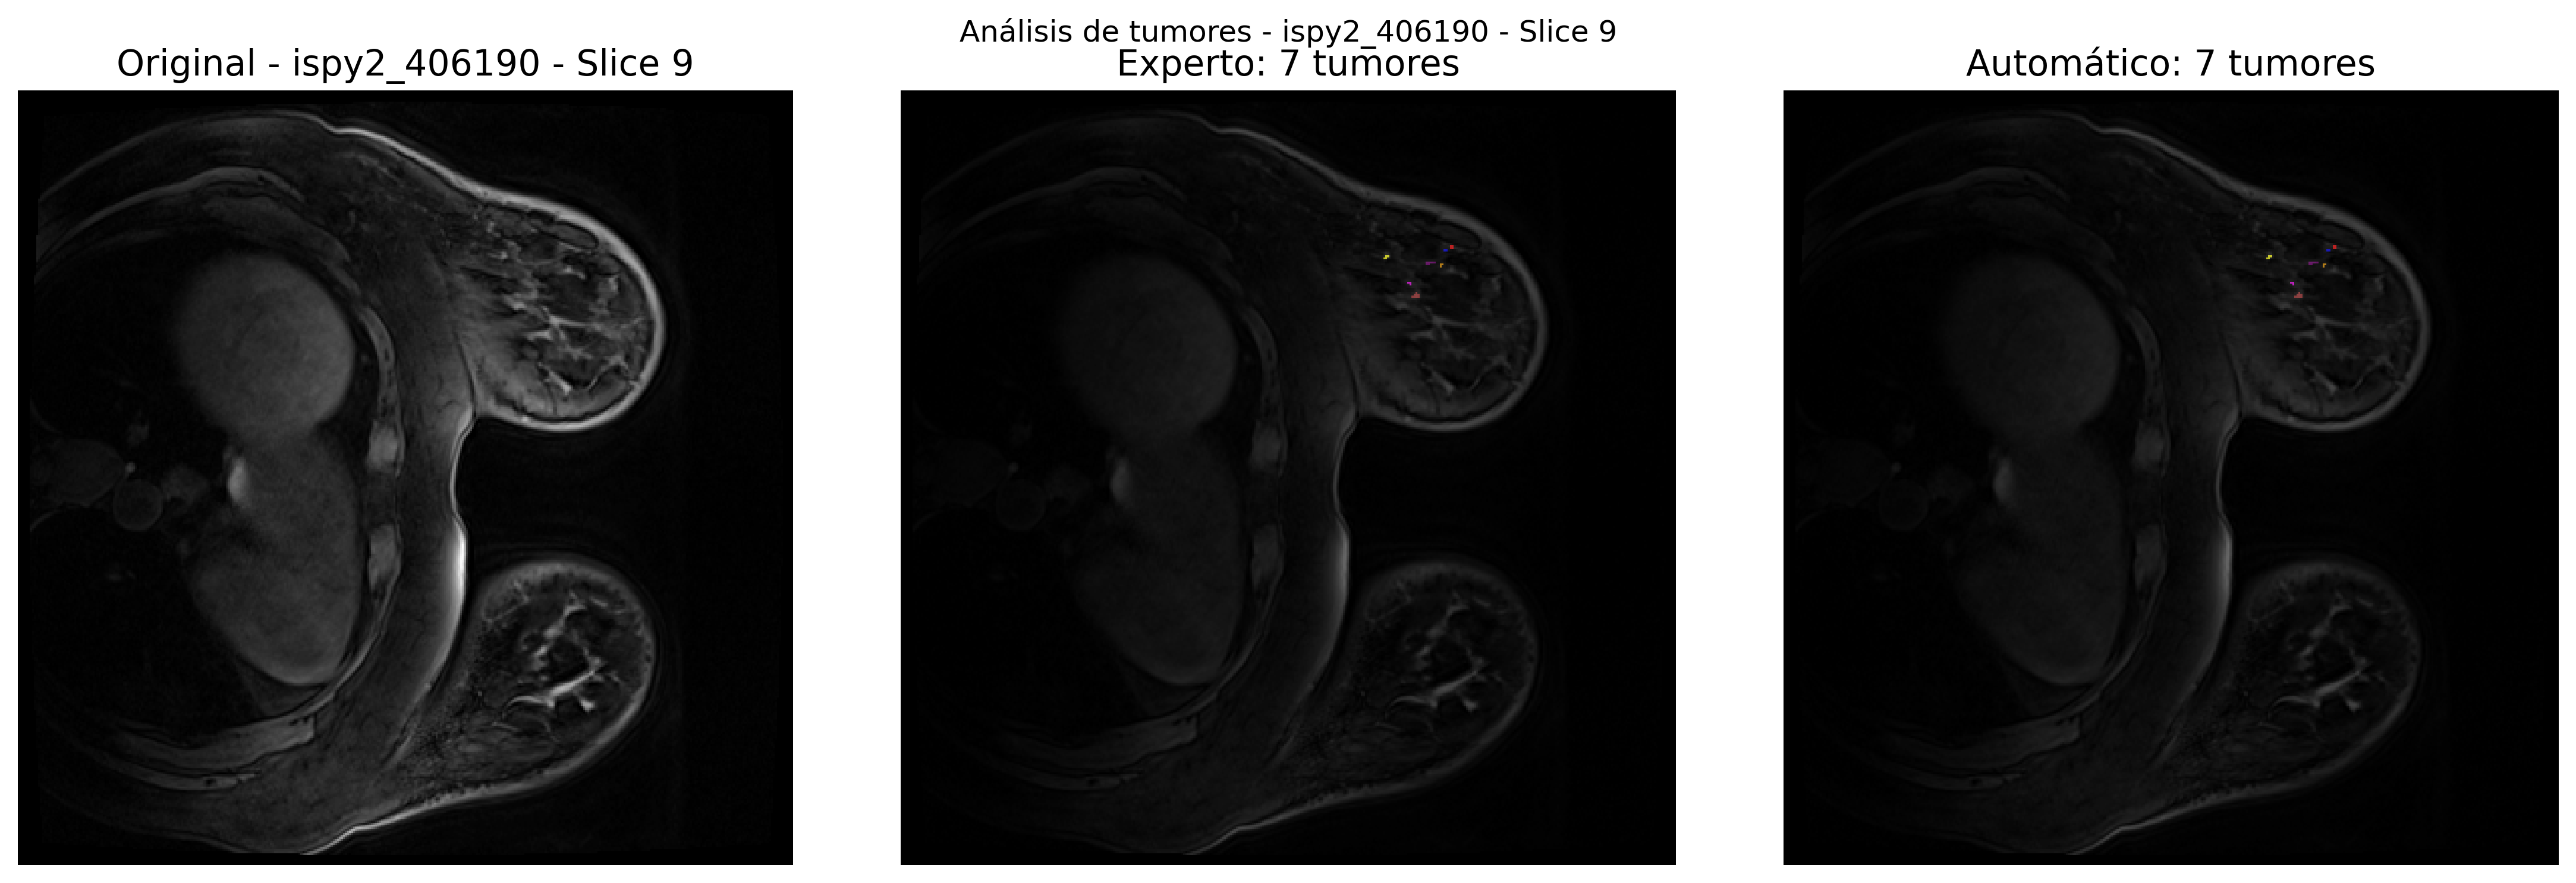 Análisis de tumores - ispy2_406190 - Slice 9
Original - ispy2_406190 - Slice 9
Experto: 7 tumores
Automático: 7 tumores